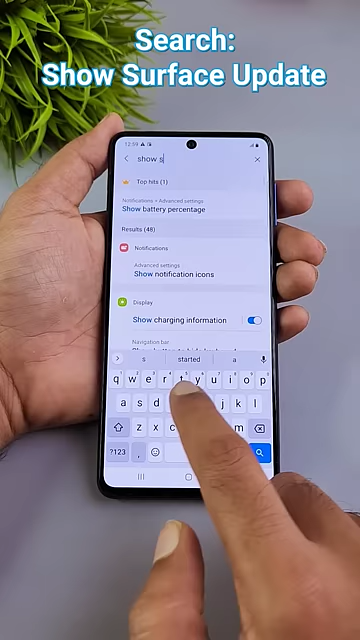 Search:
Show Surface Update
12:59
show s
Top hits (1)
Notifications > Advanced settings
Show battery percentage
Results (48)
Notifications
Advanced settings
Show notification icons
Display
Show charging information
Navigation bar
s started a
q w e r t y u i o p
a s d j k l
z x c m
?123 ,